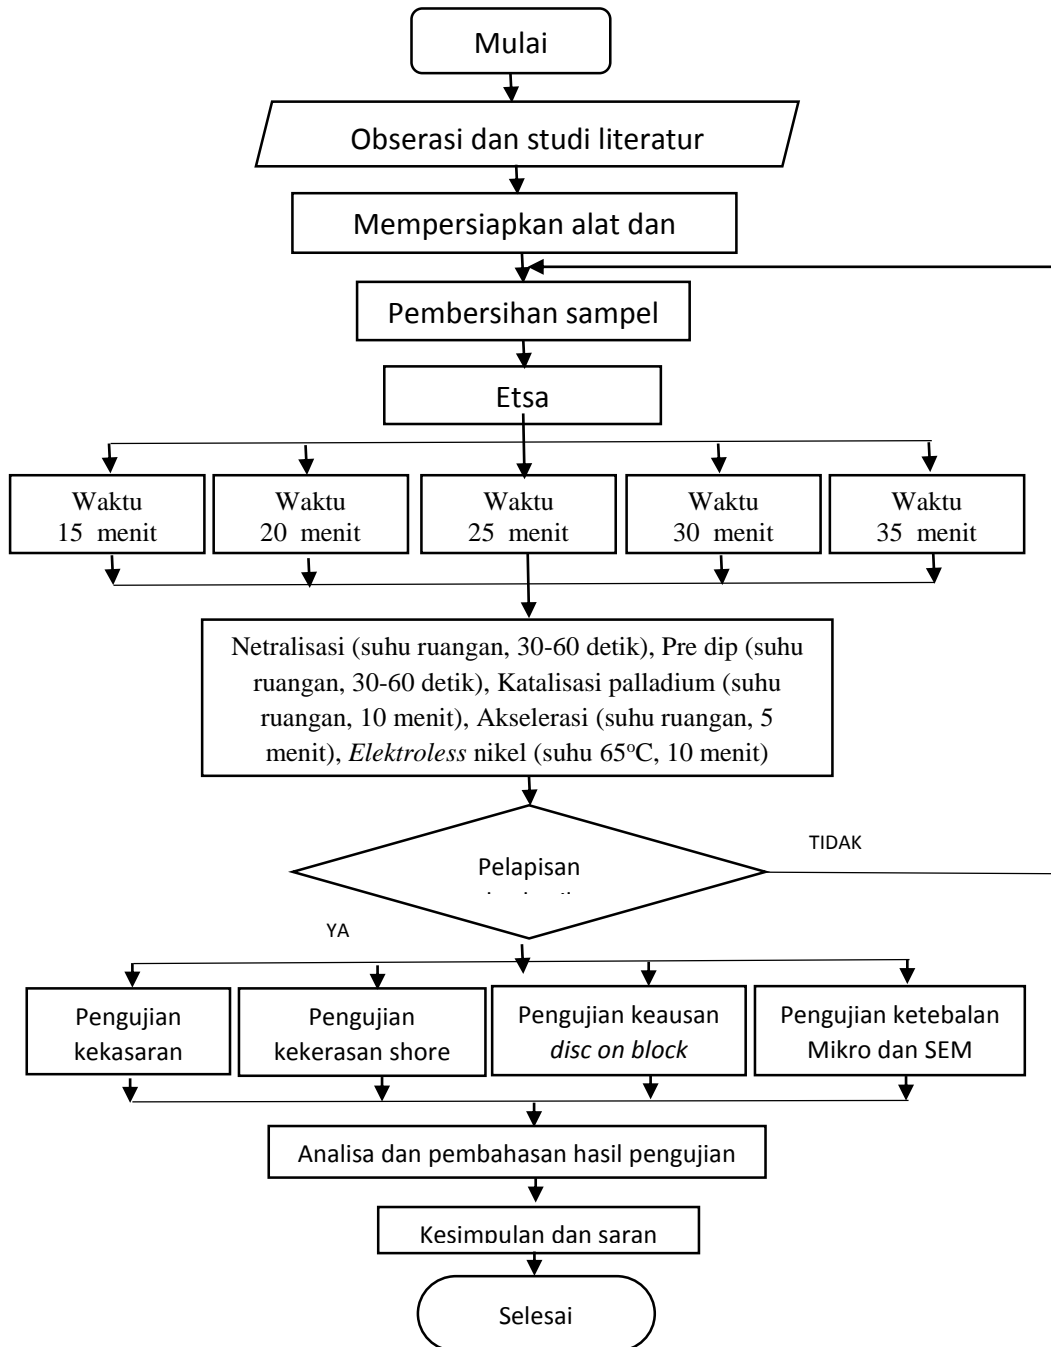 Mulai
Obserasi dan studi literatur
Mempersiapkan alat dan
Pembersihan sampel
Etsa
Waktu
15 menit
Waktu
20 menit
Waktu
25 menit
Waktu
30 menit
Waktu
35 menit
Netralisasi (suhu ruangan, 30-60 detik), Pre dip (suhu
ruangan, 30-60 detik), Katalisasi palladium (suhu
ruangan, 10 menit), Akselerasi (suhu ruangan, 5
menit), Elektroless nikel (suhu 65°C, 10 menit)
Pelapisan
TIDAK
YA
Pengujian
kekasaran
Pengujian
kekerasan shore
Pengujian keausan
disc on block
Pengujian ketebalan
Mikro dan SEM
Analisa dan pembahasan hasil pengujian
Kesimpulan dan saran
Selesai